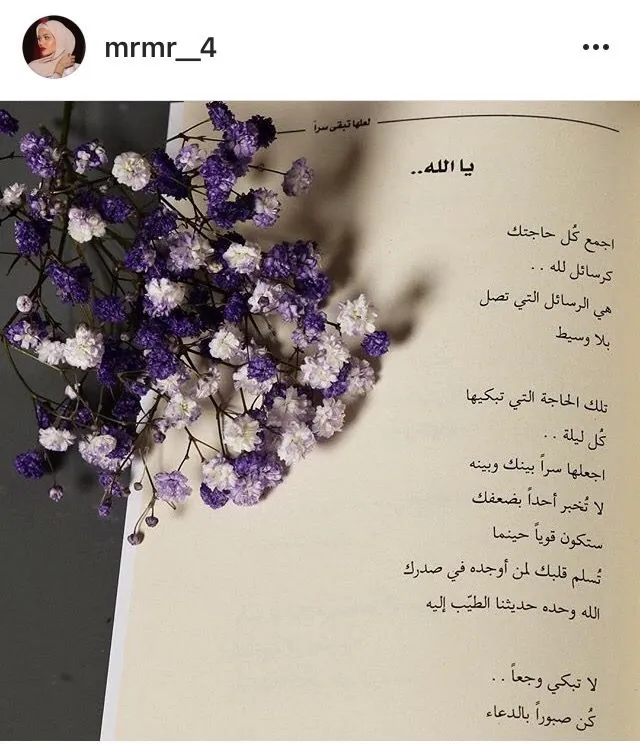 mrmr__4
لعلها تبقى سراً
يا الله..
اجمع كُل حاجتك
كرسائل لله . .
هي الرسائل التي تصل
بلا وسيط
تلك الحاجة التي تبكيها
كُل ليلة . .
اجعلها سراً بينك وبينه
لا تُخبر أحداً بضعفك
ستكون قوياً حينما
تُسلم قلبك لمن أوجده في صدرك
الله وحده حديثنا الطيّب إليه
لا تبكي وجعاً . .
كُن صبوراً بالدعاء